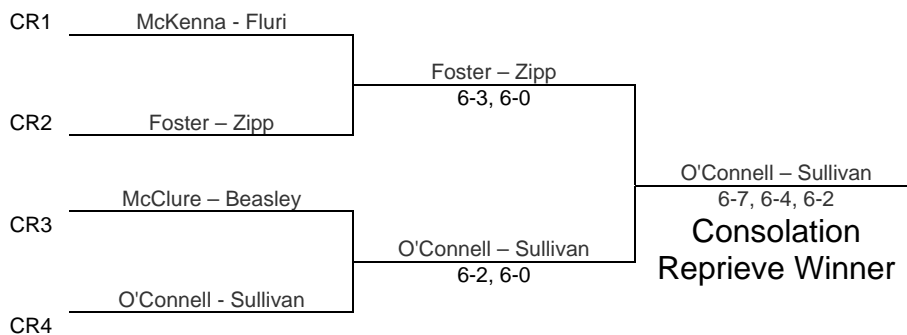 CR1
McKenna - Fluri
Foster – Zipp
6-3, 6-0
CR2
Foster – Zipp
O'Connell – Sullivan
6-7, 6-4, 6-2
Consolation
Reprieve Winner
CR3
McClure – Beasley
O'Connell – Sullivan
6-2, 6-0
CR4
O'Connell - Sullivan